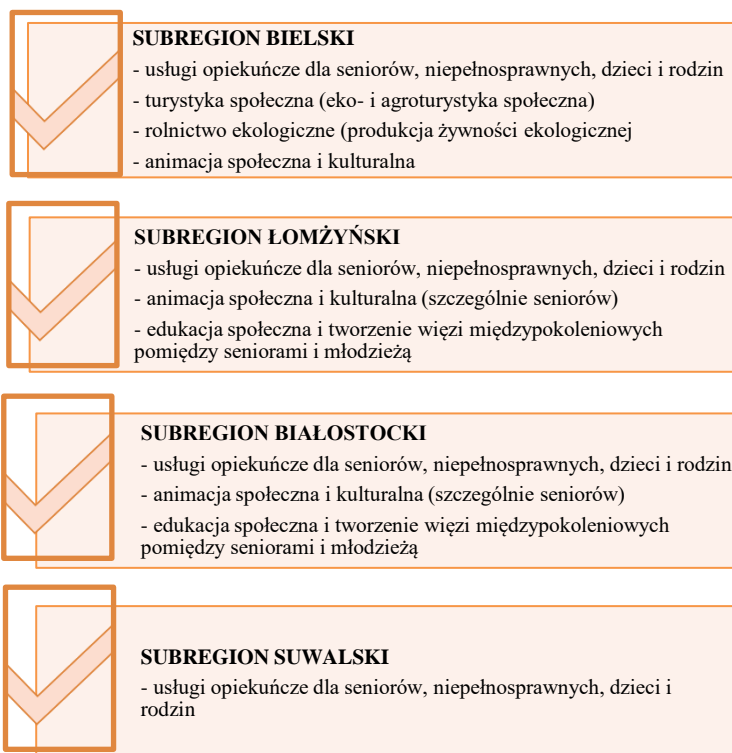 SUBREGION BIELSKI
- usługi opiekuńcze dla seniorów, niepełnosprawnych, dzieci i rodzin
- turystyka społeczna (eko- i agroturystyka społeczna)
- rolnictwo ekologiczne (produkcja żywności ekologicznej
- animacja społeczna i kulturalna
SUBREGION ŁOMŻYŃSKI
- usługi opiekuńcze dla seniorów, niepełnosprawnych, dzieci i rodzin
- animacja społeczna i kulturalna (szczególnie seniorów)
- edukacja społeczna i tworzenie więzi międzypokoleniowych
pomiędzy seniorami i młodzieżą
SUBREGION BIAŁOSTOCKI
- usługi opiekuńcze dla seniorów, niepełnosprawnych, dzieci i rodzin
- animacja społeczna i kulturalna (szczególnie seniorów)
- edukacja społeczna i tworzenie więzi międzypokoleniowych
pomiędzy seniorami i młodzieżą
SUBREGION SUWALSKI
- usługi opiekuńcze dla seniorów, niepełnosprawnych, dzieci i
rodzin